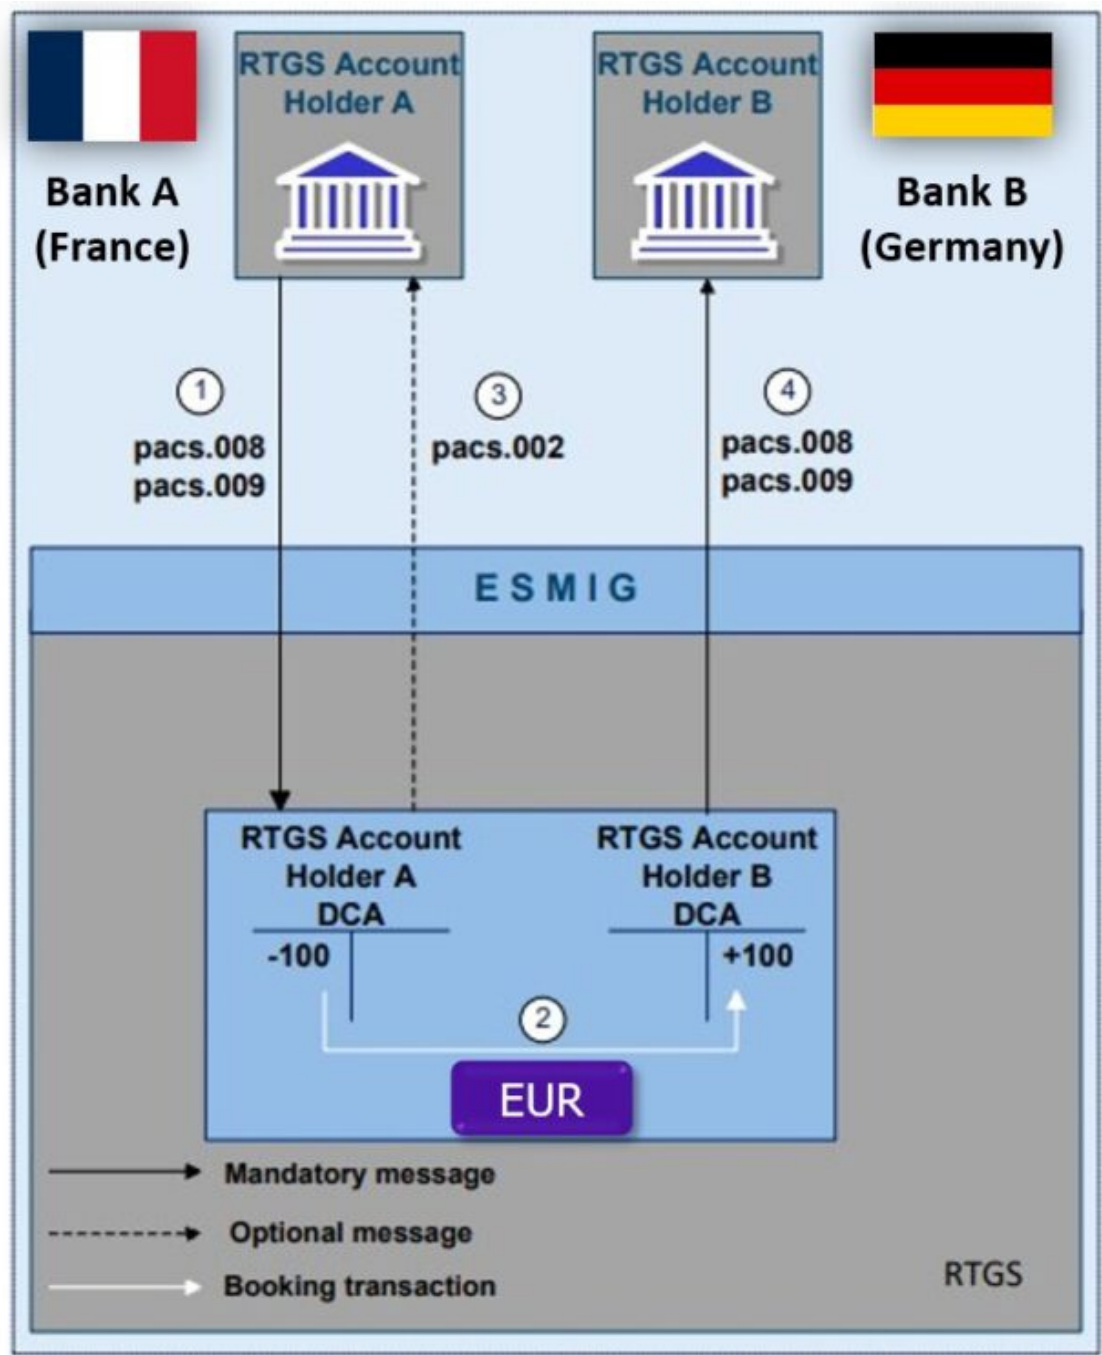 RTGS Account
Holder A
RTGS Account
Holder B
Bank A
(France)
Bank B
(Germany)
1
pacs.008
pacs.009
3
pacs.002
4
pacs.008
pacs.009
ESMIG
RTGS Account
Holder A
DCA
-100
RTGS Account
Holder B
DCA
+100
2
EUR
Mandatory message
Optional message
Booking transaction
RTGS